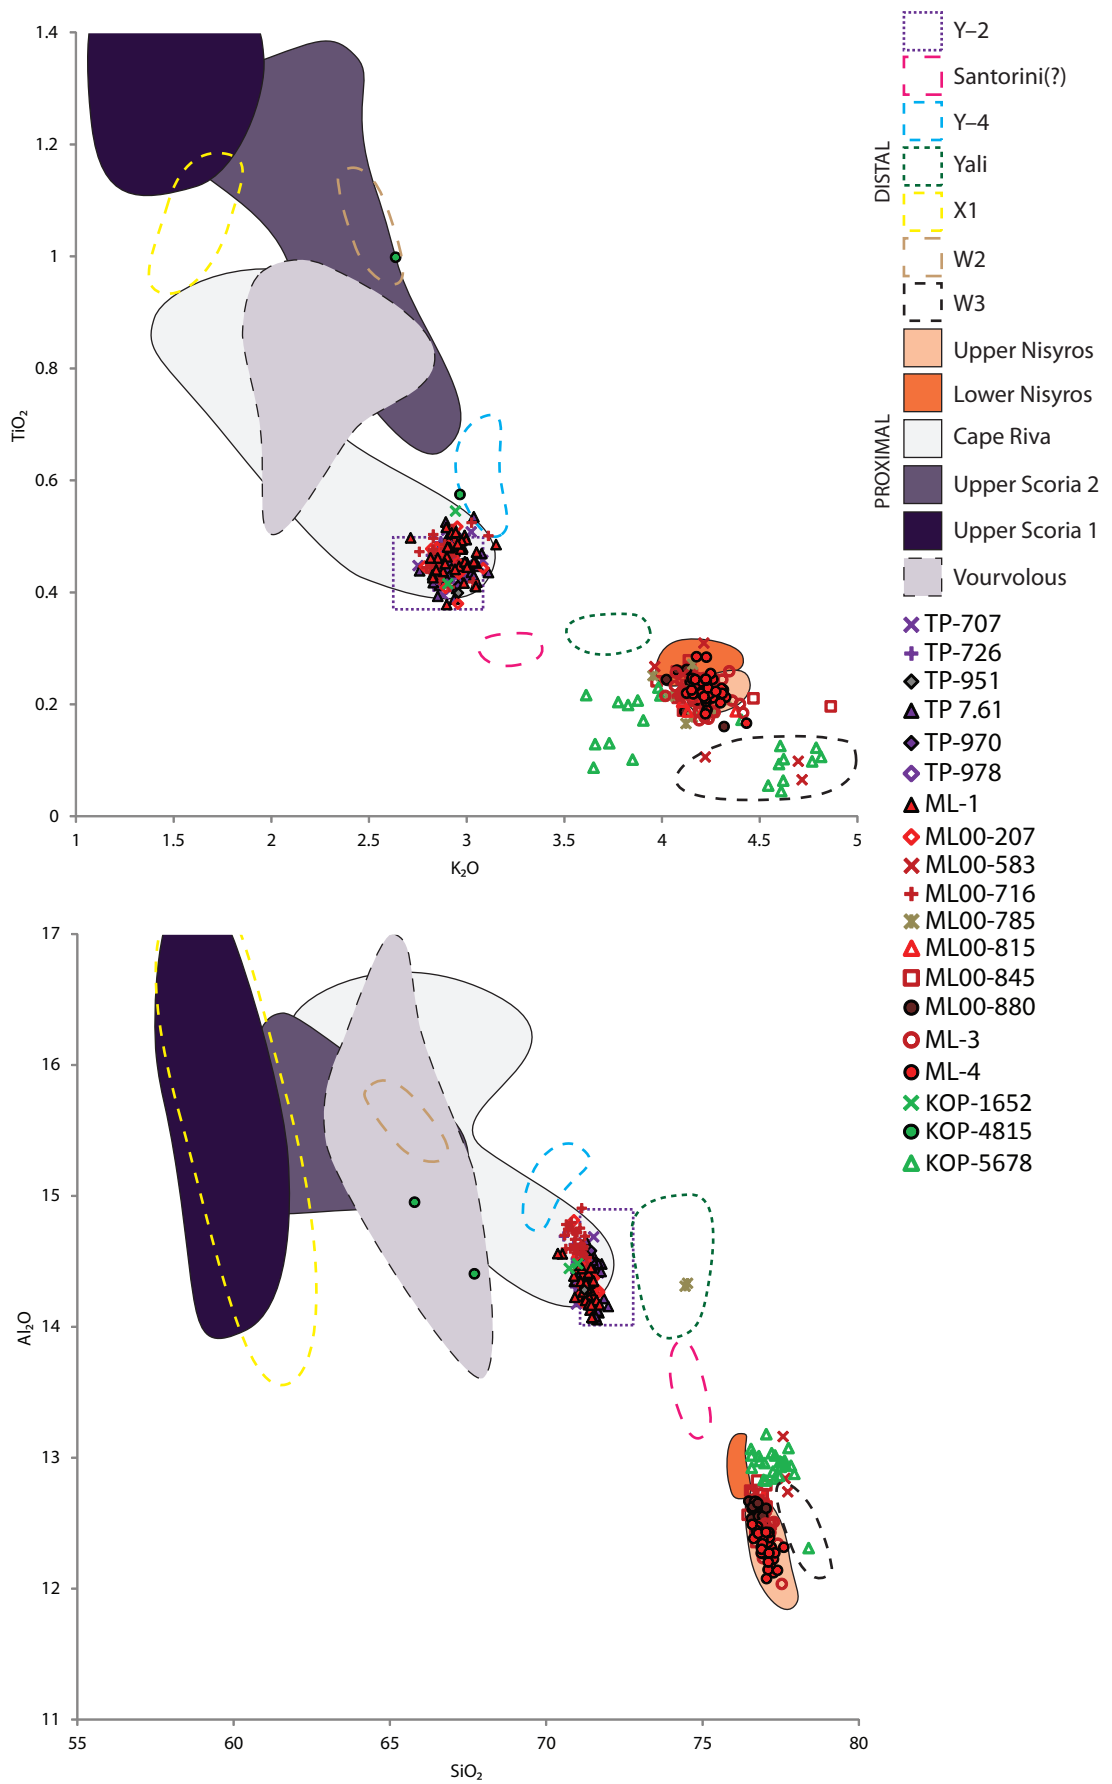 1.4
1.2
1
0.8
0.6
0.4
0.2
0
TiO₂
1
1.5
2
2.5
3
3.5
4
4.5
5
K₂O
17
16
15
14
13
12
11
Al₂O
55
60
65
70
75
80
SiO₂
DISTAL
Y–2
Santorini(?)
Y–4
Yali
X1
W2
W3
PROXIMAL
Upper Nisyros
Lower Nisyros
Cape Riva
Upper Scoria 2
Upper Scoria 1
Vourvolous
TP-707
TP-726
TP-951
TP 7.61
TP-970
TP-978
ML-1
ML00-207
ML00-583
ML00-716
ML00-785
ML00-815
ML00-845
ML00-880
ML-3
ML-4
KOP-1652
KOP-4815
KOP-5678